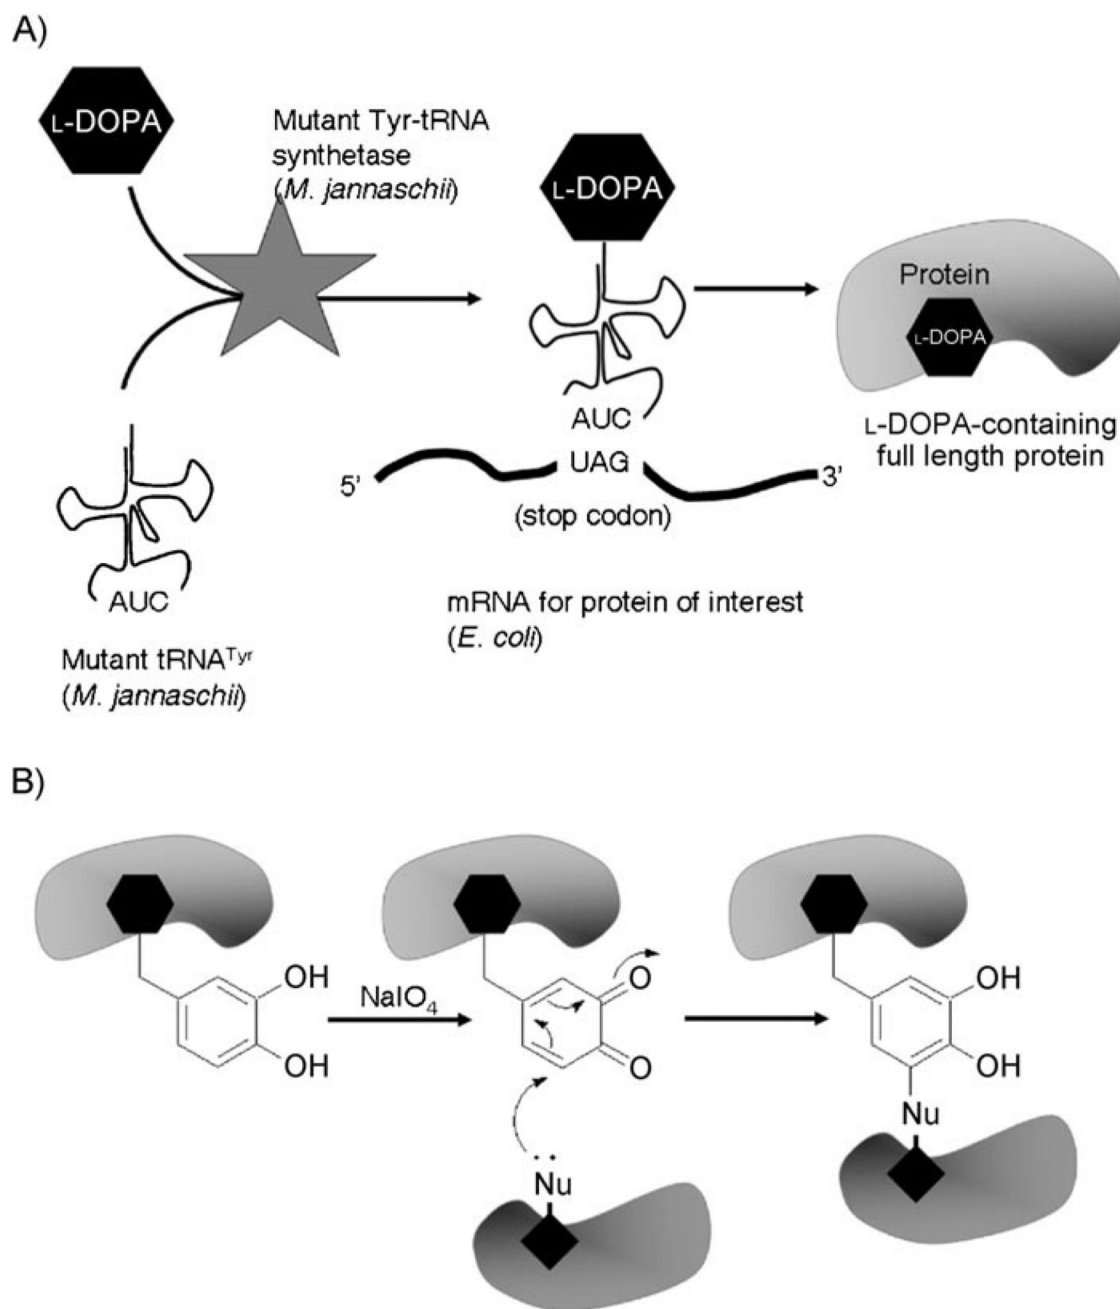 A)
L-DOPA
Mutant Tyr-tRNA
synthetase
(M. jannaschii)
L-DOPA
Protein
L-DOPA
L-DOPA-containing
full length protein
AUC
UAG
5’
3’
(stop codon)
AUC
Mutant tRNATyr
(M. jannaschii)
mRNA for protein of interest
(E. coli)
B)
OH
OH
NaIO4
O
O
Nu
OH
OH
Nu